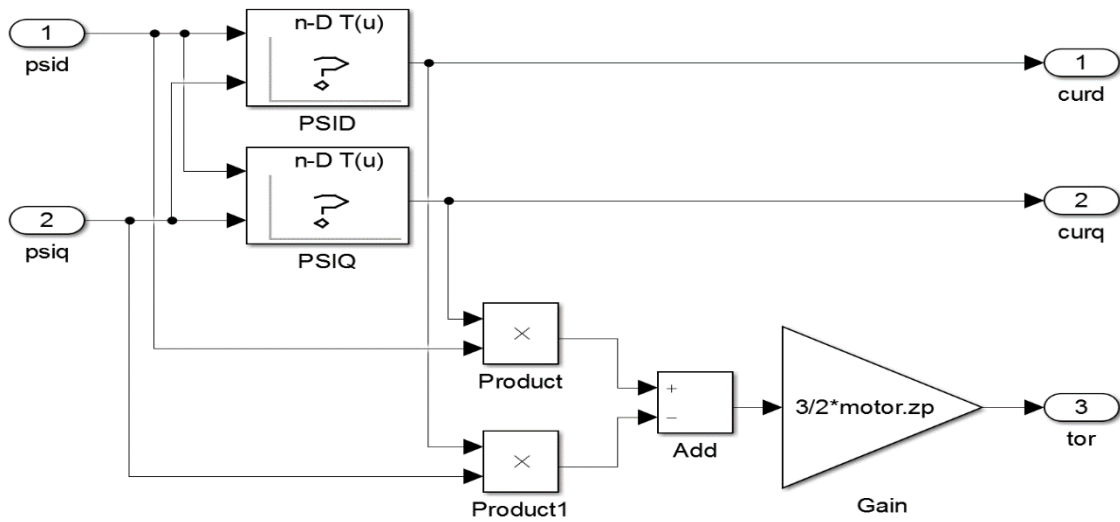 1
psid
n-D T(u)
PSID
1
curd
n-D T(u)
PSIQ
2
psiq
2
curq
×
Product
+
−
Add
3/2*motor.zp
Gain
3
tor
×
Product1